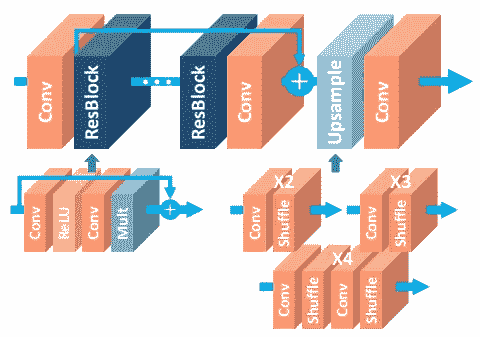 Conv
ResBlock
ResBlock
Conv
Upsample
Conv
Conv
ReLU
Conv
Mult
X2
Conv
Shuffle
X3
Conv
Shuffle
X4
Conv
Shuffle
Conv
Shuffle